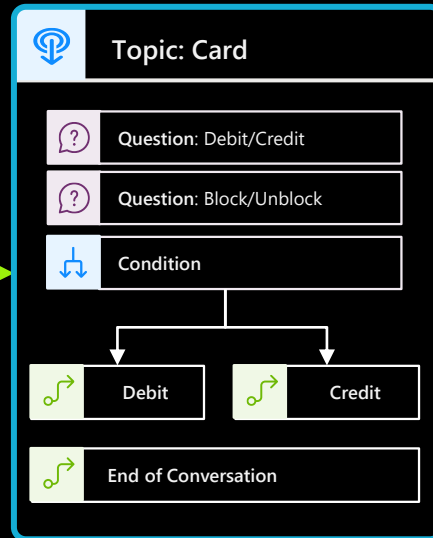 Topic: Card
Question: Debit/Credit
Question: Block/Unblock
Condition
Debit
Credit
End of Conversation